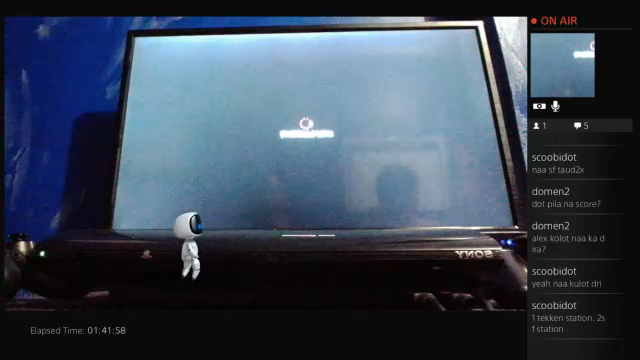 ON AIR
1
5
scoobidot
naa sf taud2x
domen2
dot pila na score?
domen2
alex kolot naa ka d
ira?
scoobidot
yeah naa kulot dri
scoobidot
1 tekken station. 2s
f station
SONY
Elapsed Time: 01:41:58